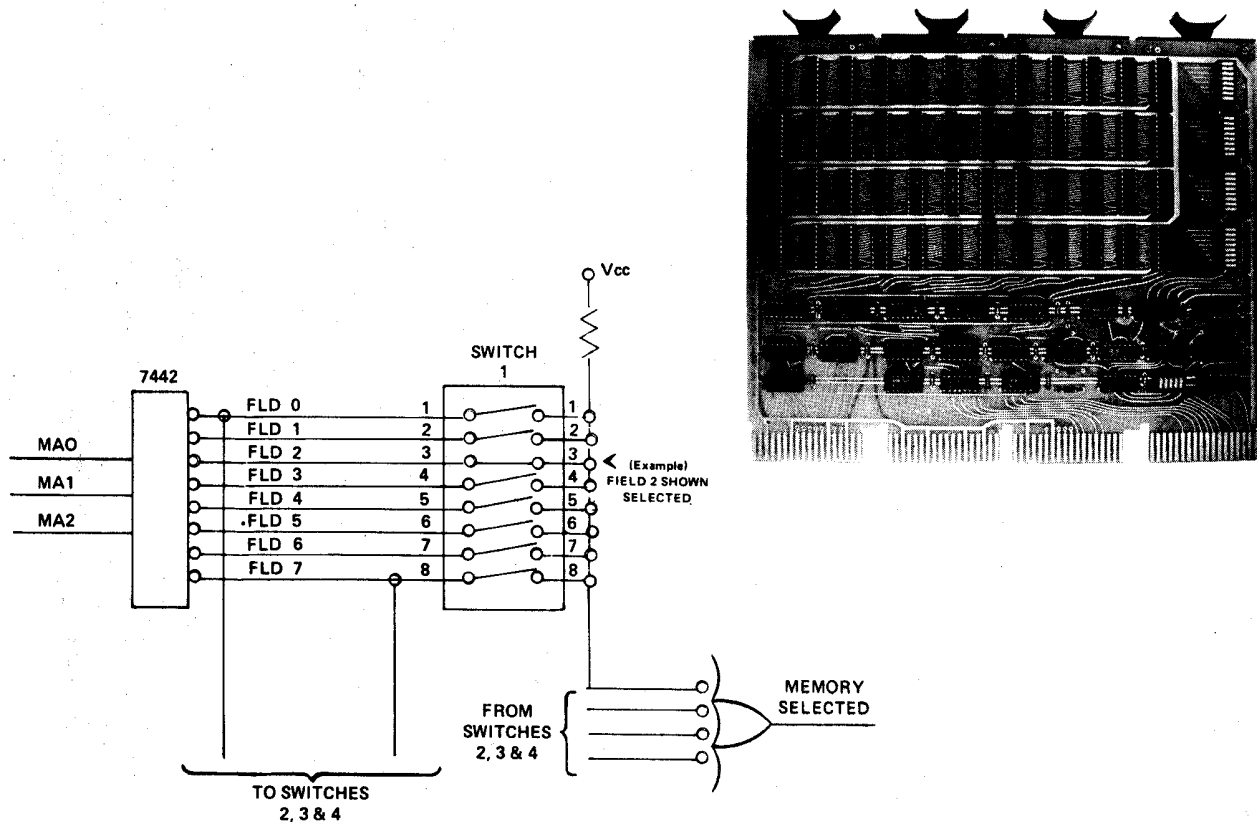 Vcc
SWITCH
1
7442
FLD 0
1
1
FLD 1
2
2
MA0
FLD 2
3
3
(Example)
FIELD 2 SHOWN
SELECTED
MA1
FLD 3
4
4
FLD 4
5
5
MA2
FLD 5
6
6
FLD 6
7
7
FLD 7
8
8
MEMORY
SELECTED
FROM
SWITCHES
2, 3 & 4
TO SWITCHES
2, 3 & 4